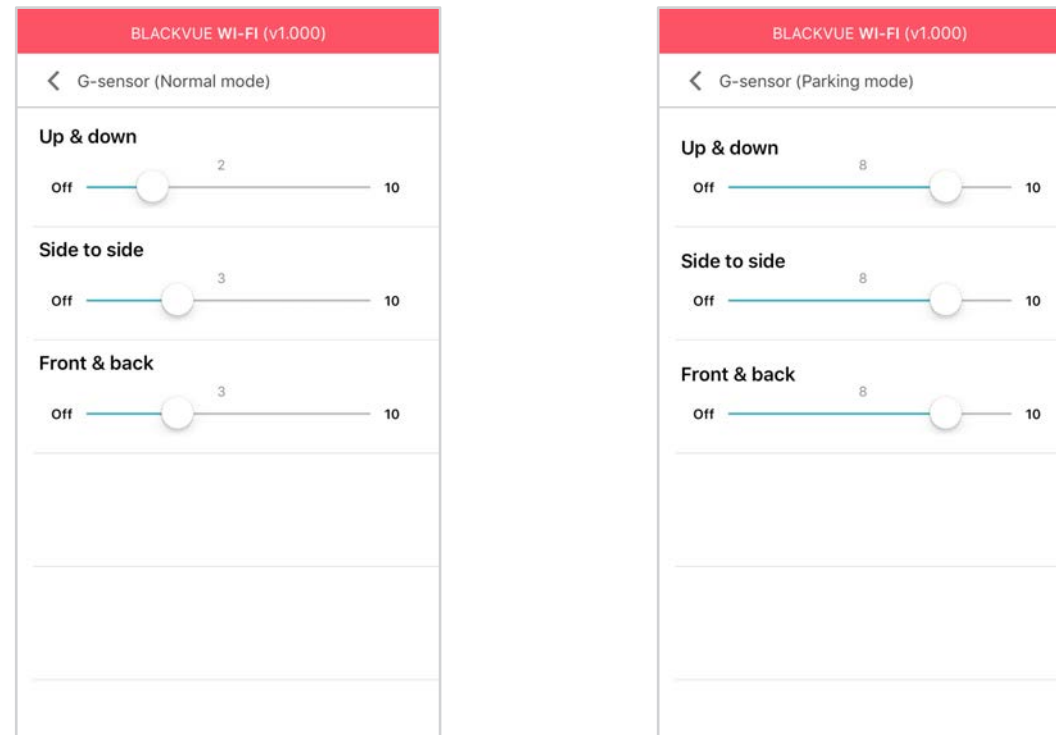 BLACKVUE WI-FI (v1.000)
G-sensor (Normal mode)
Up & down
2
Off 10
Side to side
3
Off 10
Front & back
3
Off 10
BLACKVUE WI-FI (v1.000)
G-sensor (Parking mode)
Up & down
8
Off 10
Side to side
8
Off 10
Front & back
8
Off 10